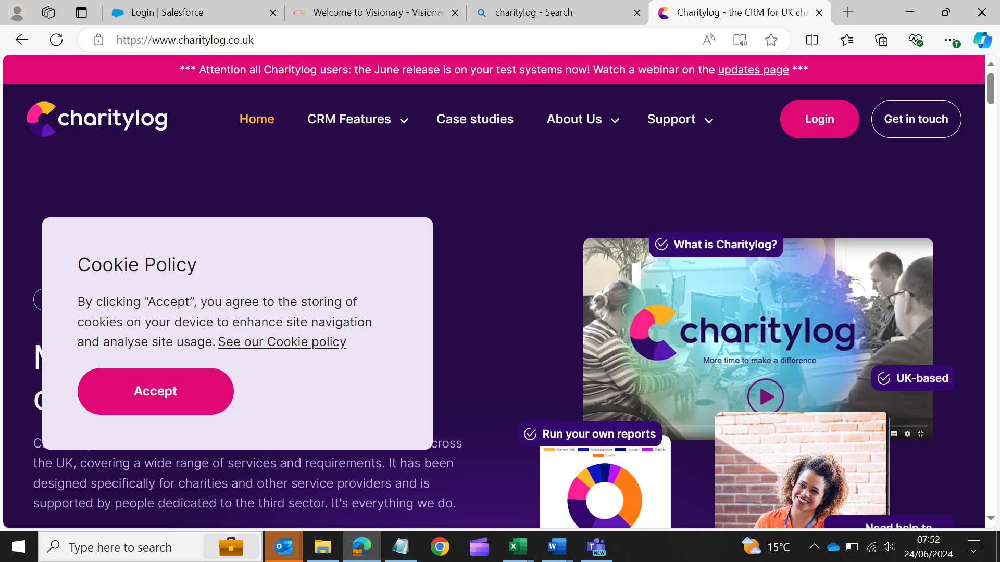 Login | Salesforce
Welcome to Visionary - Visionar
charitylog - Search
Charitylog - the CRM for UK cha
https://www.charitylog.co.uk
*** Attention all Charitylog users: the June release is on your test systems now! Watch a webinar on the updates page ***
charitylog
Home
CRM Features
Case studies
About Us
Support
Login
Get in touch
Cookie Policy
By clicking “Accept”, you agree to the storing of
cookies on your device to enhance site navigation
and analyse site usage. See our Cookie policy
Accept
cross
the UK, covering a wide range of services and requirements. It has been
designed specifically for charities and other service providers and is
supported by people dedicated to the third sector. It's everything we do.
What is Charitylog?
charitylog
More time to make a difference
UK-based
Run your own reports
Malvern Hills
Worcestershire
Howden
Mendip
London
Need help to
Type here to search
NEW
15°C
07:52
24/06/2024